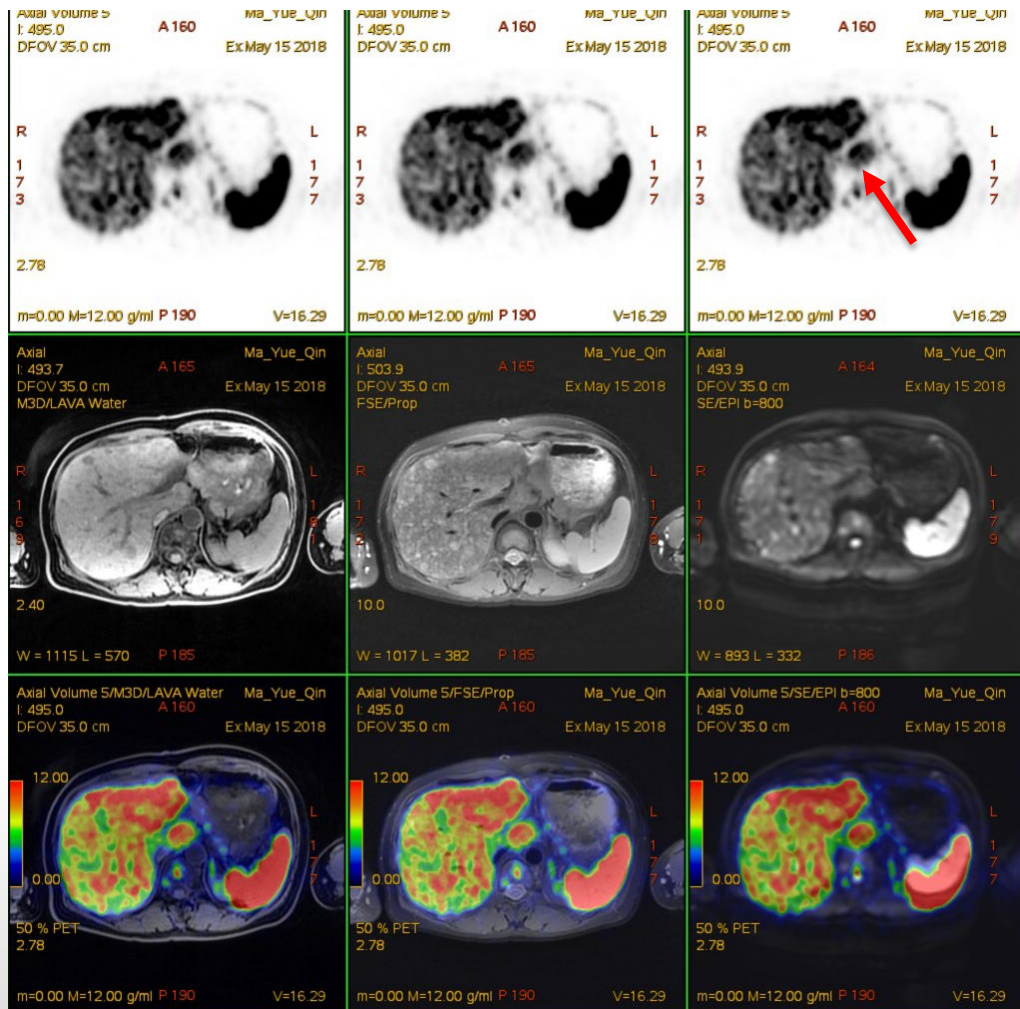 Axial Volume 5 Ma_Yue_Qin
I: 495.0 A 160
DFOV 35.0 cm Ex May 15 2018
R L
1 1
7 7
3 7
2.78
m=0.00 M=12.00 g/ml P 190 V=16.29
Axial Volume 5 Ma_Yue_Qin
I: 495.0 A 160
DFOV 35.0 cm Ex May 15 2018
R L
1 1
7 7
3 7
2.78
m=0.00 M=12.00 g/ml P 190 V=16.29
Axial Volume 5 Ma_Yue_Qin
I: 495.0 A 160
DFOV 35.0 cm Ex May 15 2018
R L
1 1
7 7
3 7
2.78
m=0.00 M=12.00 g/ml P 190 V=16.29
Axial Ma_Yue_Qin
I: 493.7 A 165
DFOV 35.0 cm Ex May 15 2018
M3D/LAVA Water
R L
1 1
6 8
9 1
2.40
W = 1115 L = 570 P 185
Axial Ma_Yue_Qin
I: 503.9 A 165
DFOV 35.0 cm Ex May 15 2018
FSE/Prop
R L
1 1
7 7
2 8
10.0
W = 1017 L = 382 P 185
Axial Ma_Yue_Qin
I: 493.9 A 164
DFOV 35.0 cm Ex May 15 2018
SE/EPI b=800
R L
1 1
7 7
1 9
10.0
W = 893 L = 332 P 186
Axial Volume 5/M3D/LAVA Water Ma_Yue_Qin
I: 495.0 A 160
DFOV 35.0 cm Ex May 15 2018
12.00
L
1
7
7
0.00
50 % PET
2.78
m=0.00 M=12.00 g/ml P 190 V=16.29
Axial Volume 5/FSE/Prop Ma_Yue_Qin
I: 495.0 A 160
DFOV 35.0 cm Ex May 15 2018
12.00
L
1
7
7
0.00
50 % PET
2.78
m=0.00 M=12.00 g/ml P 190 V=16.29
Axial Volume 5/SE/EPI b=800 Ma_Yue_Qin
I: 495.0 A 160
DFOV 35.0 cm Ex May 15 2018
12.00
L
1
7
7
0.00
50 % PET
2.78
m=0.00 M=12.00 g/ml P 190 V=16.29